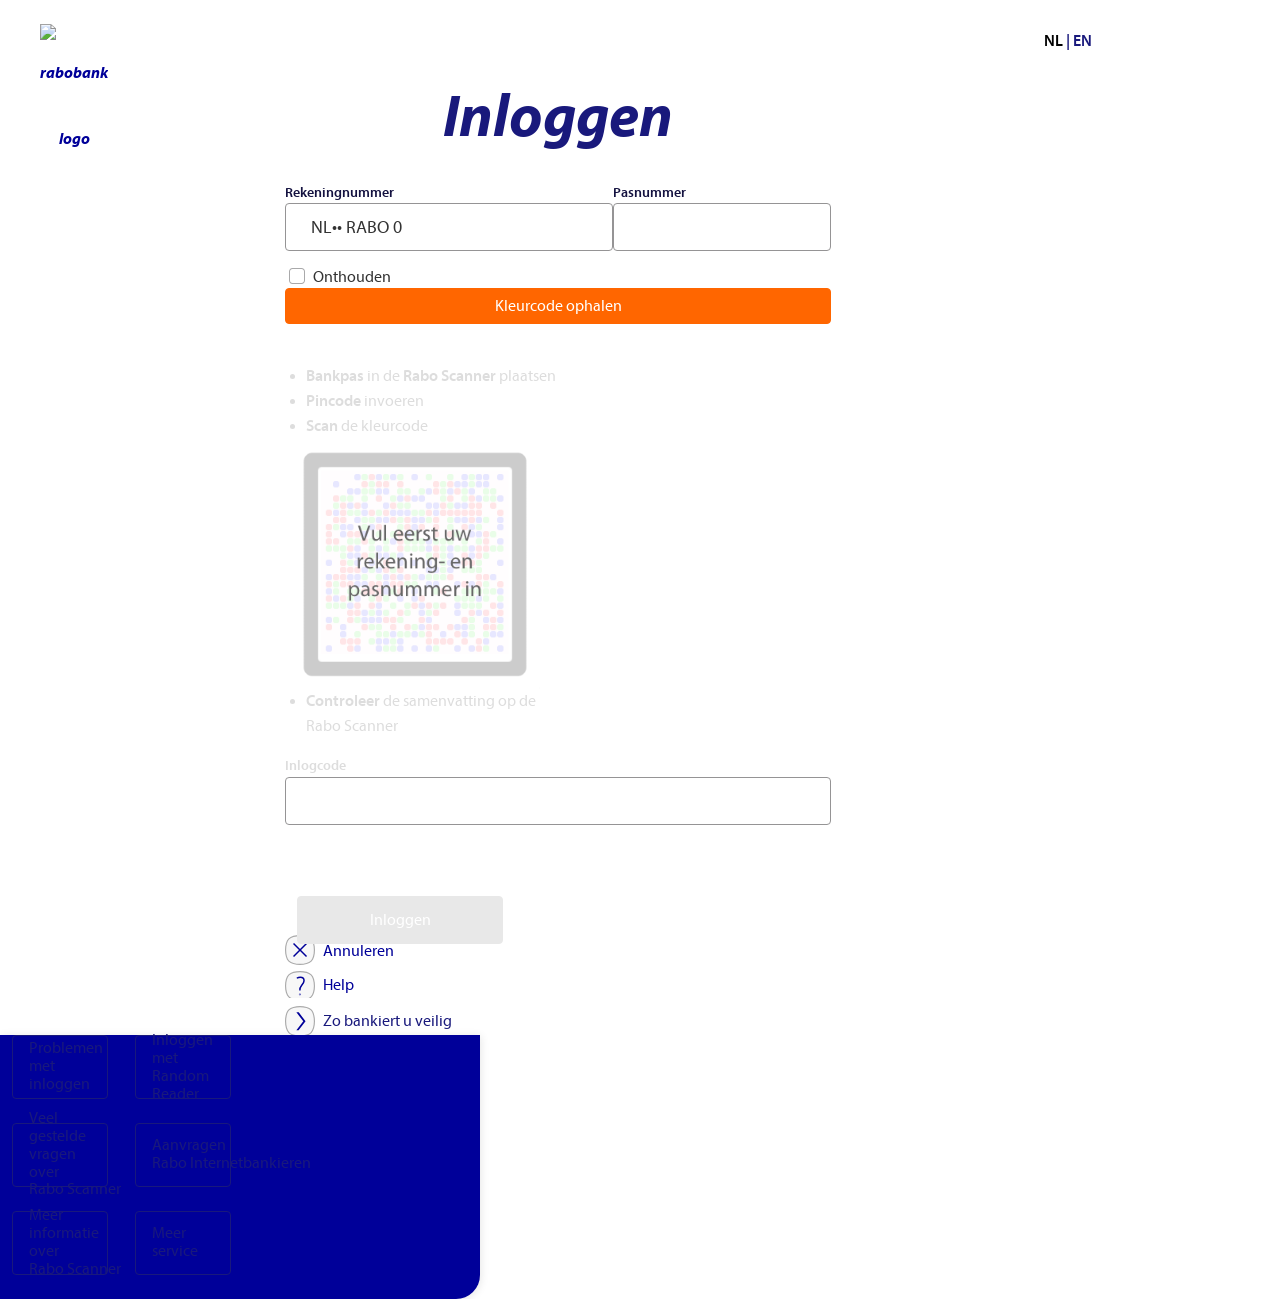 rabobank
logo
NL | EN
Inloggen
Rekeningnummer
Pasnummer
NL•• RABO 0
Onthouden
Kleurcode ophalen
Bankpas in de Rabo Scanner plaatsen
Pincode invoeren
Scan de kleurcode
Vul eerst uw
rekening- en
pasnummer in
Controleer de samenvatting op de
Rabo Scanner
Inlogcode
Inloggen
Annuleren
Help
Zo bankiert u veilig
Problemen
met
inloggen
Inloggen
met
Random
Reader
Veel
gestelde
vragen
over
Rabo Scanner
Aanvragen
Rabo Internetbankieren
Meer
informatie
over
Rabo Scanner
Meer
service